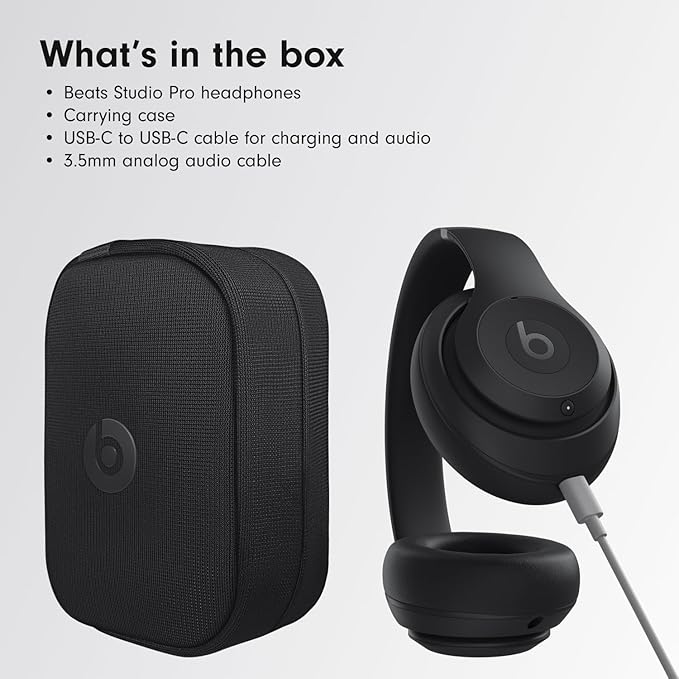 What's in the box
• Beats Studio Pro headphones
• Carrying case
• USB-C to USB-C cable for charging and audio
• 3.5mm analog audio cable
b
b